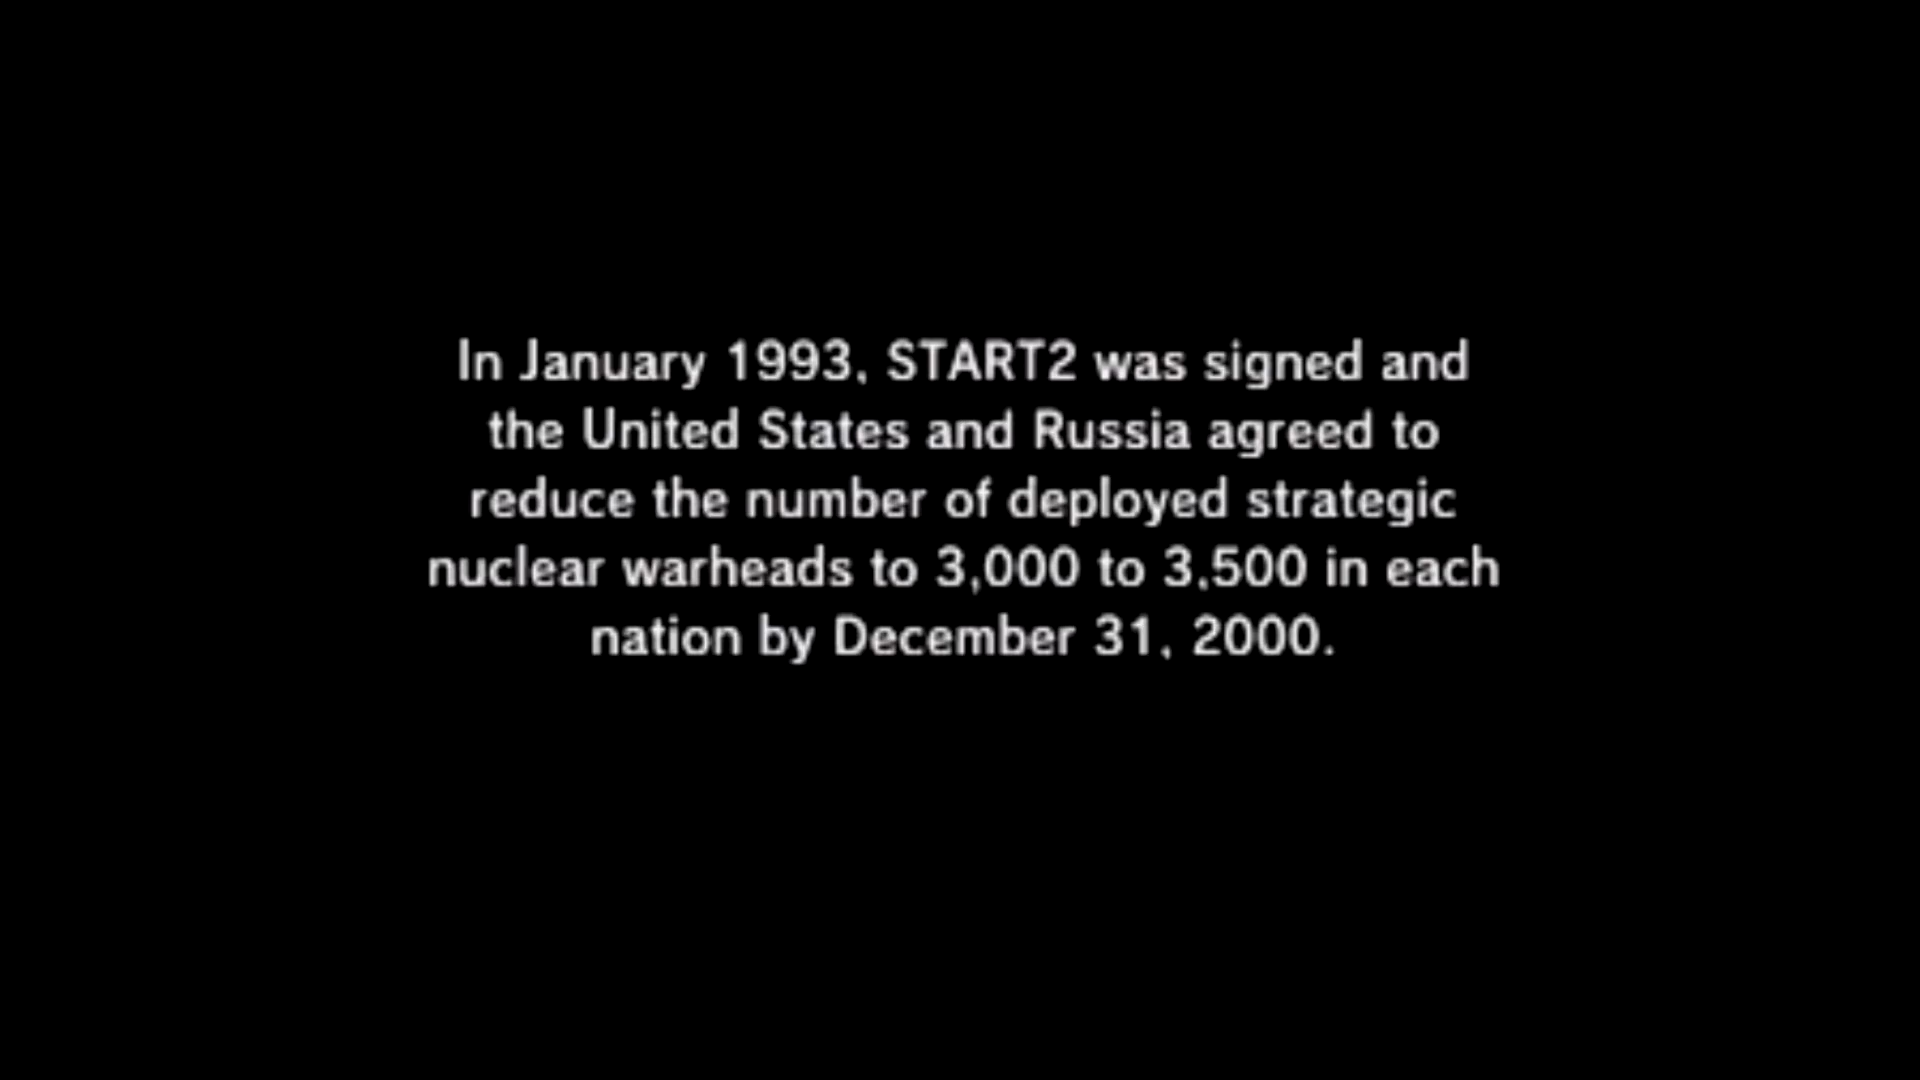 In January 1993, START2 was signed and
the United States and Russia agreed to
reduce the number of deployed strategic
nuclear warheads to 3,000 to 3,500 in each
nation by December 31, 2000.